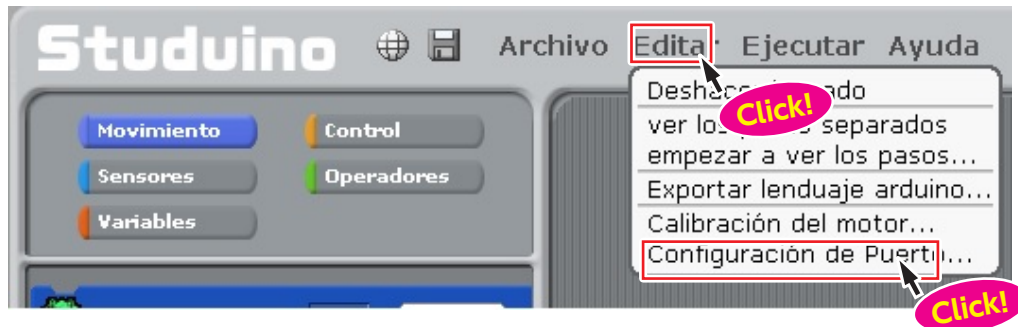 Studuino Archivo Editar Ejecutar Ayuda
Movimiento Control
Sensores Operadores
Variables
Click!
ver los separados
empezar a ver los pasos...
Exportar lenduaje arduino...
Calibración del motor...
Configuración de Puerto...
Click!